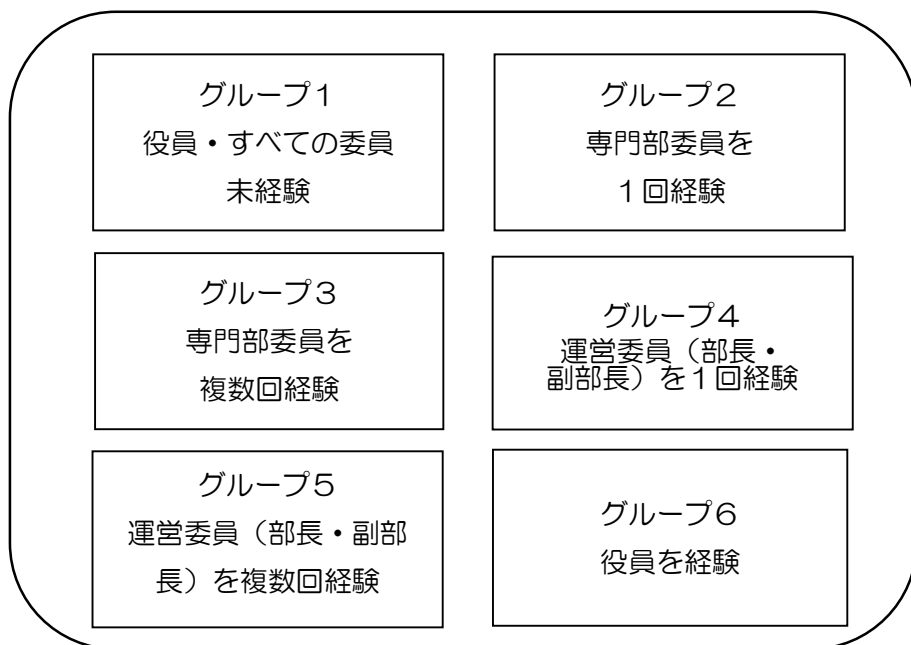 グループ１
役員・すべての委員
未経験
グループ２
専門部委員を
１回経験
グループ３
専門部委員を
複数回経験
グループ４
運営委員（部長・
副部長）を１回経験
グループ５
運営委員（部長・副部
長）を複数回経験
グループ６
役員を経験